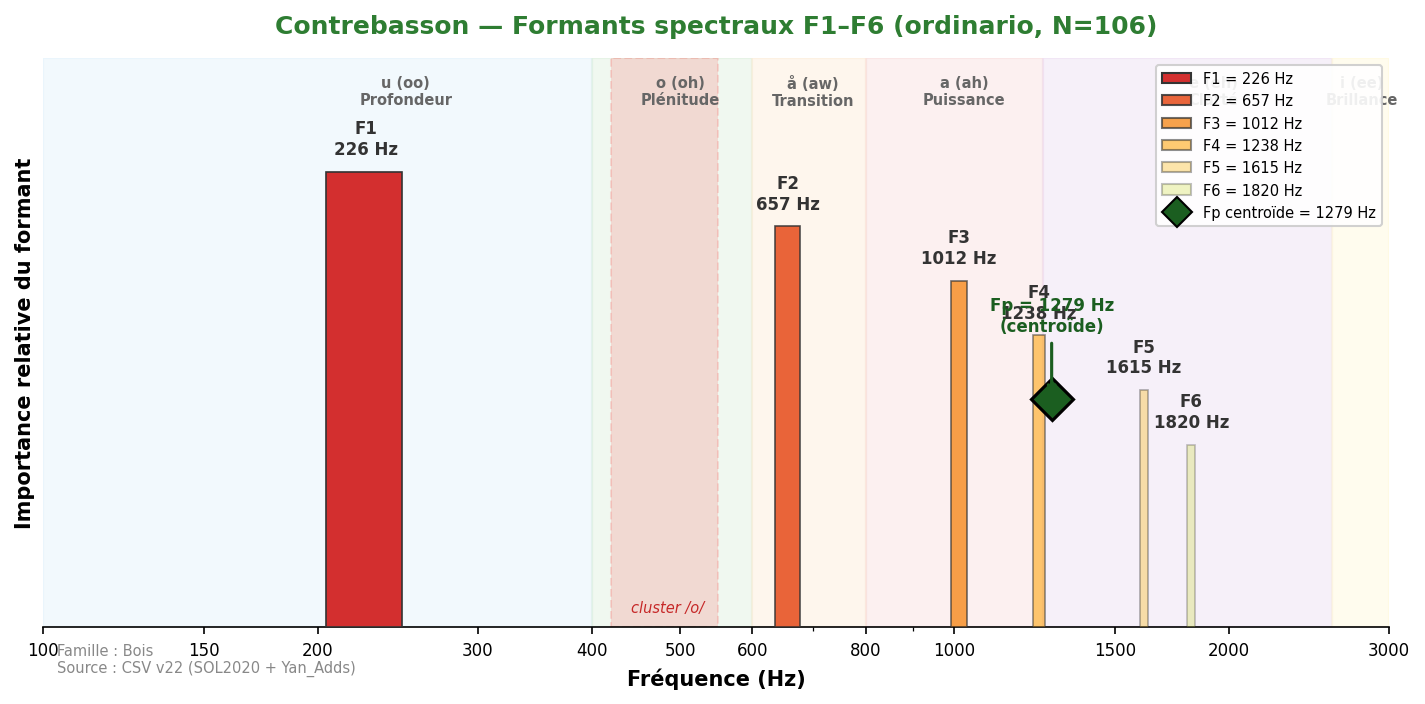 Contrebasson — Formants spectraux F1–F6 (ordinario, N=106)
u (oo)
Profondeur
o (oh)
Plénitude
å (aw)
Transition
a (ah)
Puissance
i (ee)
Brillance
F1 = 226 Hz
F2 = 657 Hz
F3 = 1012 Hz
F4 = 1238 Hz
F5 = 1615 Hz
F6 = 1820 Hz
Fp centroïde = 1279 Hz
F1
226 Hz
F2
657 Hz
F3
1012 Hz
F4
1238 Hz
Fp = 1279 Hz
(centroïde)
F5
1615 Hz
F6
1820 Hz
cluster /o/
Importance relative du formant
100 150 200 300 400 500 600 800 1000 1500 2000 3000
Fréquence (Hz)
Famille : Bois
Source : CSV v22 (SOL2020 + Yan_Adds)